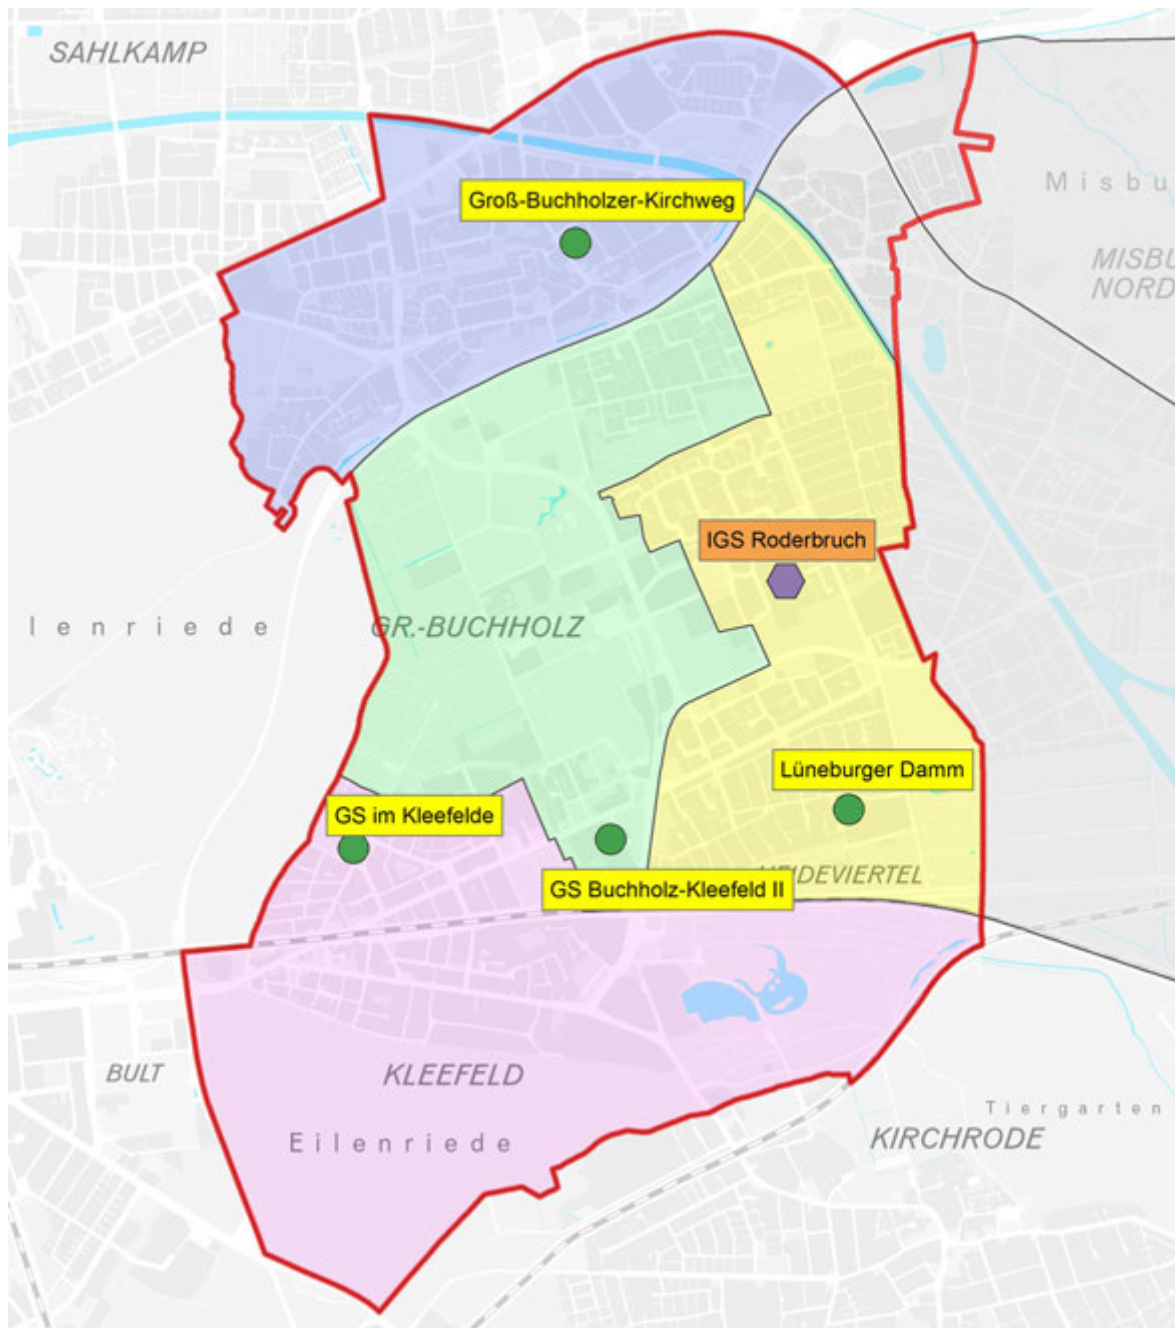 SAHLKAMP
Misbu
Groß-Buchholzer-Kirchweg
MISBU
NORD
IGS Roderbruch
lenriede
GR.-BUCHHOLZ
Lüneburger Damm
GS im Kleefelde
HEIDEVIERTEL
GS Buchholz-Kleefeld II
BULT
KLEEFELD
Tiergarten
Eilenriede
KIRCHRODE